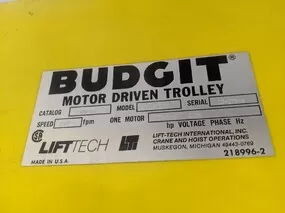 BUDGIT®
MOTOR DRIVEN TROLLEY
CATALOG MODEL SERIAL
SPEED fpm ONE MOTOR hp VOLTAGE PHASE Hz
LIFTTECH LIFT-TECH INTERNATIONAL, INC.
CRANE AND HOIST OPERATIONS
MUSKEGON, MICHIGAN 49443-0769
MADE IN U.S.A. 218996-2